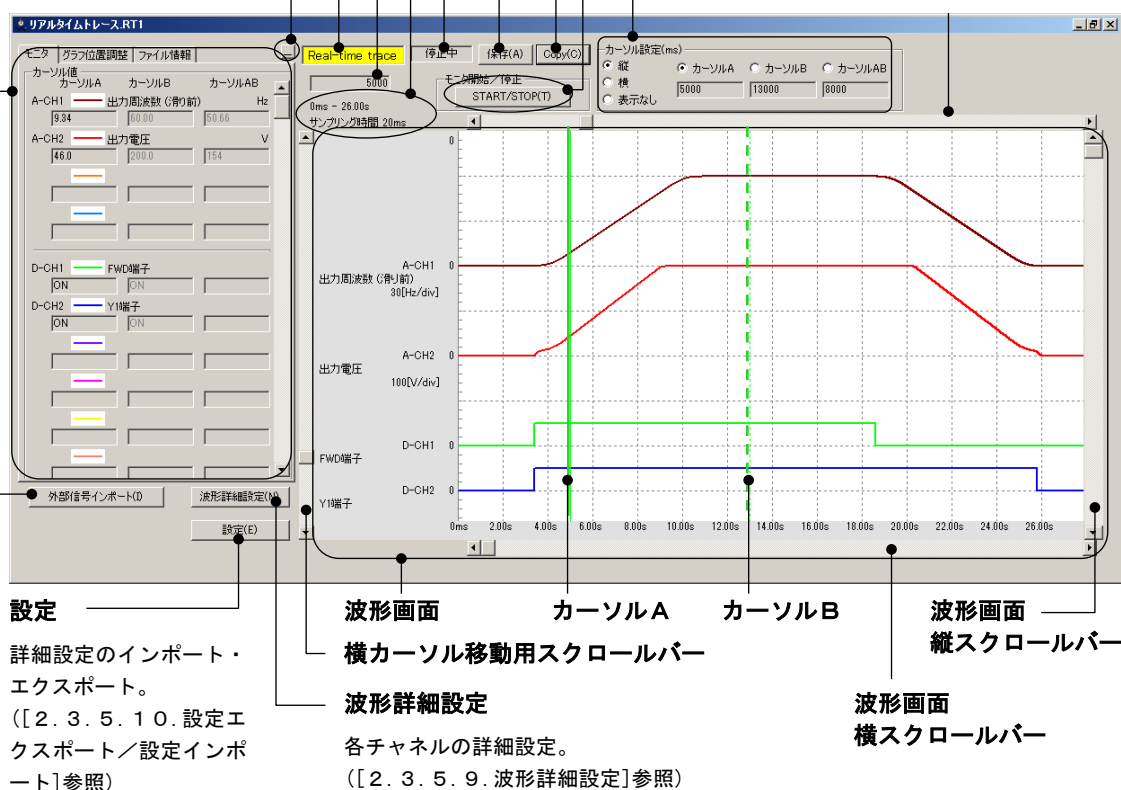 リアルタイムトレース.RT1
モニタ グラフ位置調整 ファイル情報
Real-time trace 停止中 保存(A) Copy(C)
5000
モニタ開始/停止
START/STOP(T)
0ms - 26.00s
サンプリング時間 20ms
カーソル設定(ms)
縦
横
表示なし
カーソルA カーソルB カーソルAB
5000 13000 8000
カーソル値
カーソルA カーソルB カーソルAB
A-CH1 出力周波数 (滑り前) Hz
9.34 60.00 50.66
A-CH2 出力電圧 V
46.0 200.0 154
D-CH1 FWD端子
ON ON
D-CH2 Y1端子
ON ON
外部信号インポート(I) 波形詳細設定(N)
設定(E)
0
A-CH1 0
出力周波数 (滑り前)
30[Hz/div]
A-CH2 0
出力電圧
100[V/div]
D-CH1 0
FWD端子
D-CH2 0
Y1端子
0ms 2.00s 4.00s 6.00s 8.00s 10.00s 12.00s 14.00s 16.00s 18.00s 20.00s 22.00s 24.00s 26.00s
設定
詳細設定のインポート・
エクスポート。
([2.3.5.10.設定エ
クスポート/設定インポ
ート]参照)
波形画面
カーソルA
カーソルB
波形画面
縦スクロールバー
横カーソル移動用スクロールバー
波形詳細設定
各チャネルの詳細設定。
([2.3.5.9.波形詳細設定]参照)
波形画面
横スクロールバー